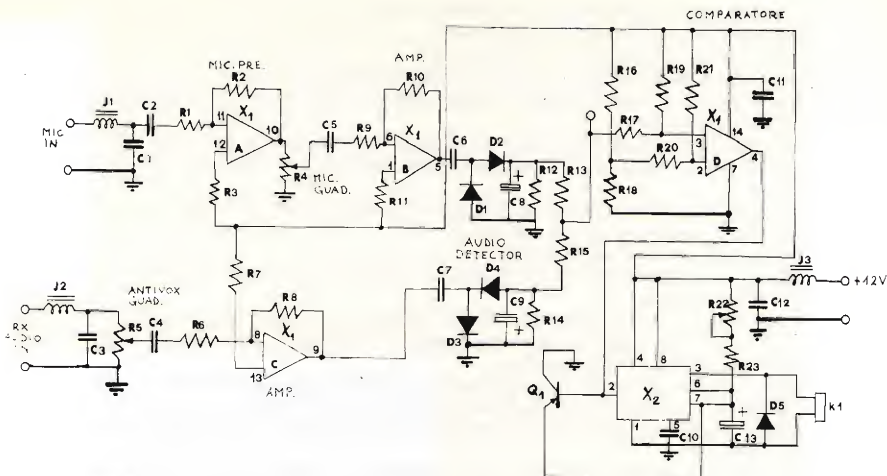 COMPARATORE
MIC. PRE.
AMP.
R2
R10
R16
R19
R21
C11
J1
C2
R1
11
X1
10
C5
R9
6
X1
C6
D2
R17
X1
14
MIC IN
C1
12
A
R4
MIC. GUAD.
1
B
5
R12
R13
3
D
4
R3
R11
D1
+
C8
R20
2
7
R18
AUDIO DETECTOR
R15
R7
J2
ANTIVOX GUAD.
R8
C7
D4
J3
+12V
RX AUDIO IN
C3
R5
C4
R6
8
X1
9
C9
+
R14
R22
C12
D3
13
C
AMP.
4
8
R23
Q1
2
X2
3
6
7
D5
K1
1
5
C10
+
C13